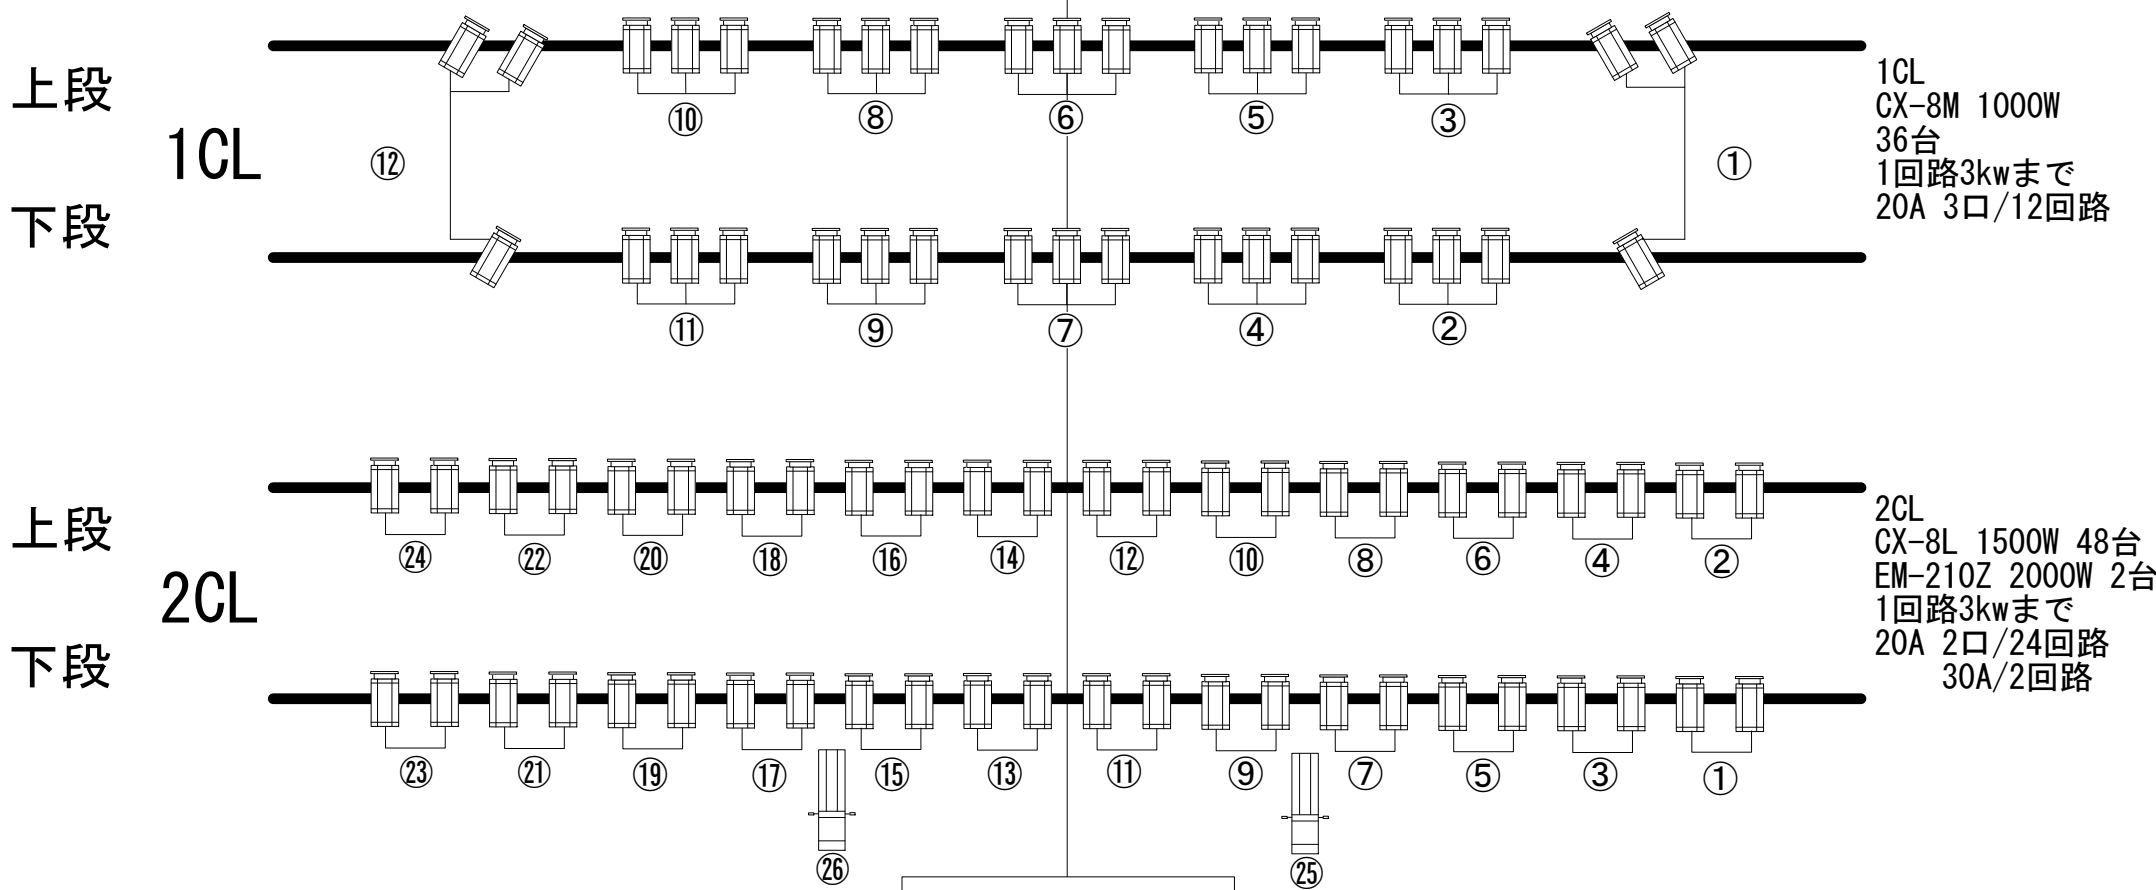 上段
1CL
下段
⑩ ⑧ ⑥ ⑤ ③
⑫ ①
⑪ ⑨ ⑦ ④ ②
1CL
CX-8M 1000W
36台
1回路3kwまで
20A 3口/12回路
上段
2CL
下段
㉔ ㉒ ⑳ ⑱ ⑯ ⑭ ⑫ ⑩ ⑧ ⑥ ④ ②
㉓ ㉑ ⑲ ⑰ ⑮ ⑬ ⑪ ⑨ ⑦ ⑤ ③ ①
㉖ ㉕
2CL
CX-8L 1500W 48台
EM-210Z 2000W 2台
1回路3kwまで
20A 2口/24回路
30A/2回路